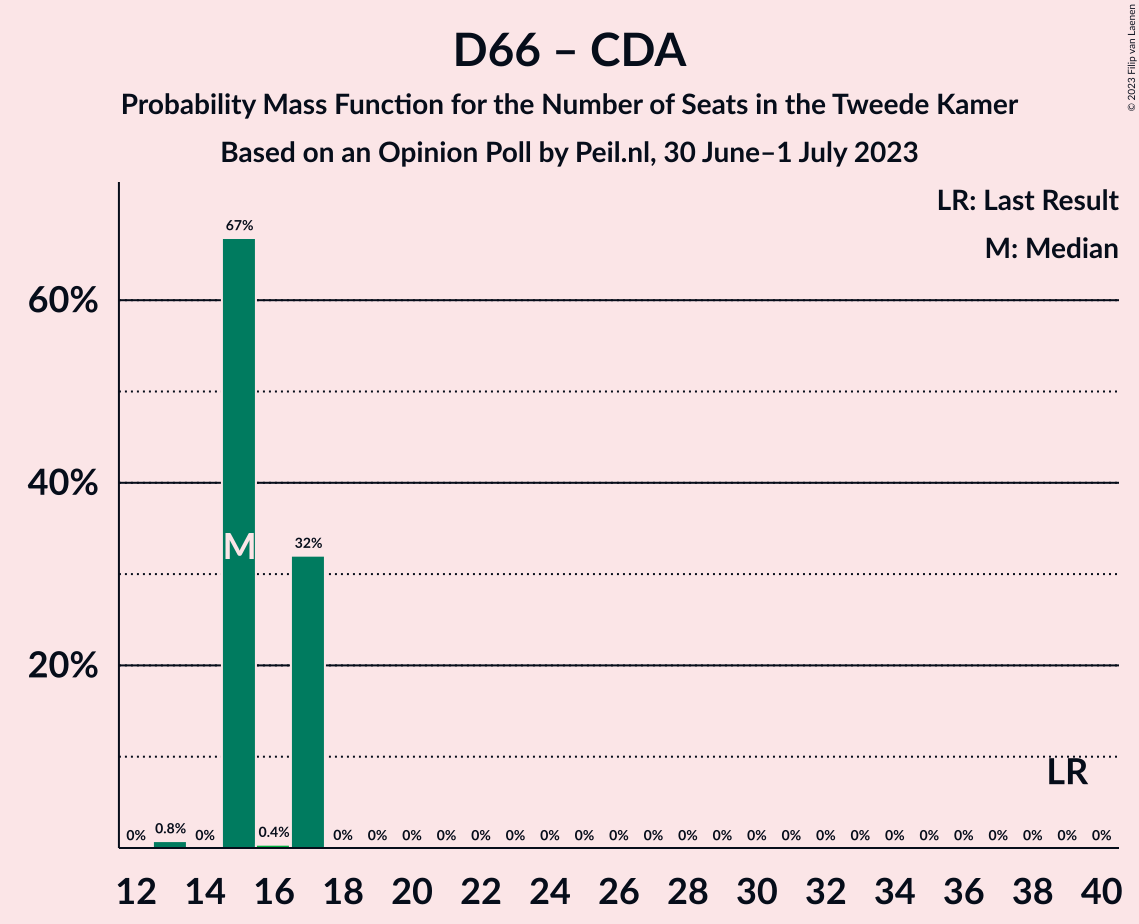 D66 – CDA
Probability Mass Function for the Number of Seats in the Tweede Kamer
Based on an Opinion Poll by Peil.nl, 30 June–1 July 2023
© 2023 Filip van Laenen
LR: Last Result
M: Median
67%
60%
40%
M
32%
20%
LR
0% 0.8% 0% 0.4% 0% 0% 0% 0% 0% 0% 0% 0% 0% 0% 0% 0% 0% 0% 0% 0% 0% 0% 0% 0% 0% 0% 0%
12 14 16 18 20 22 24 26 28 30 32 34 36 38 40